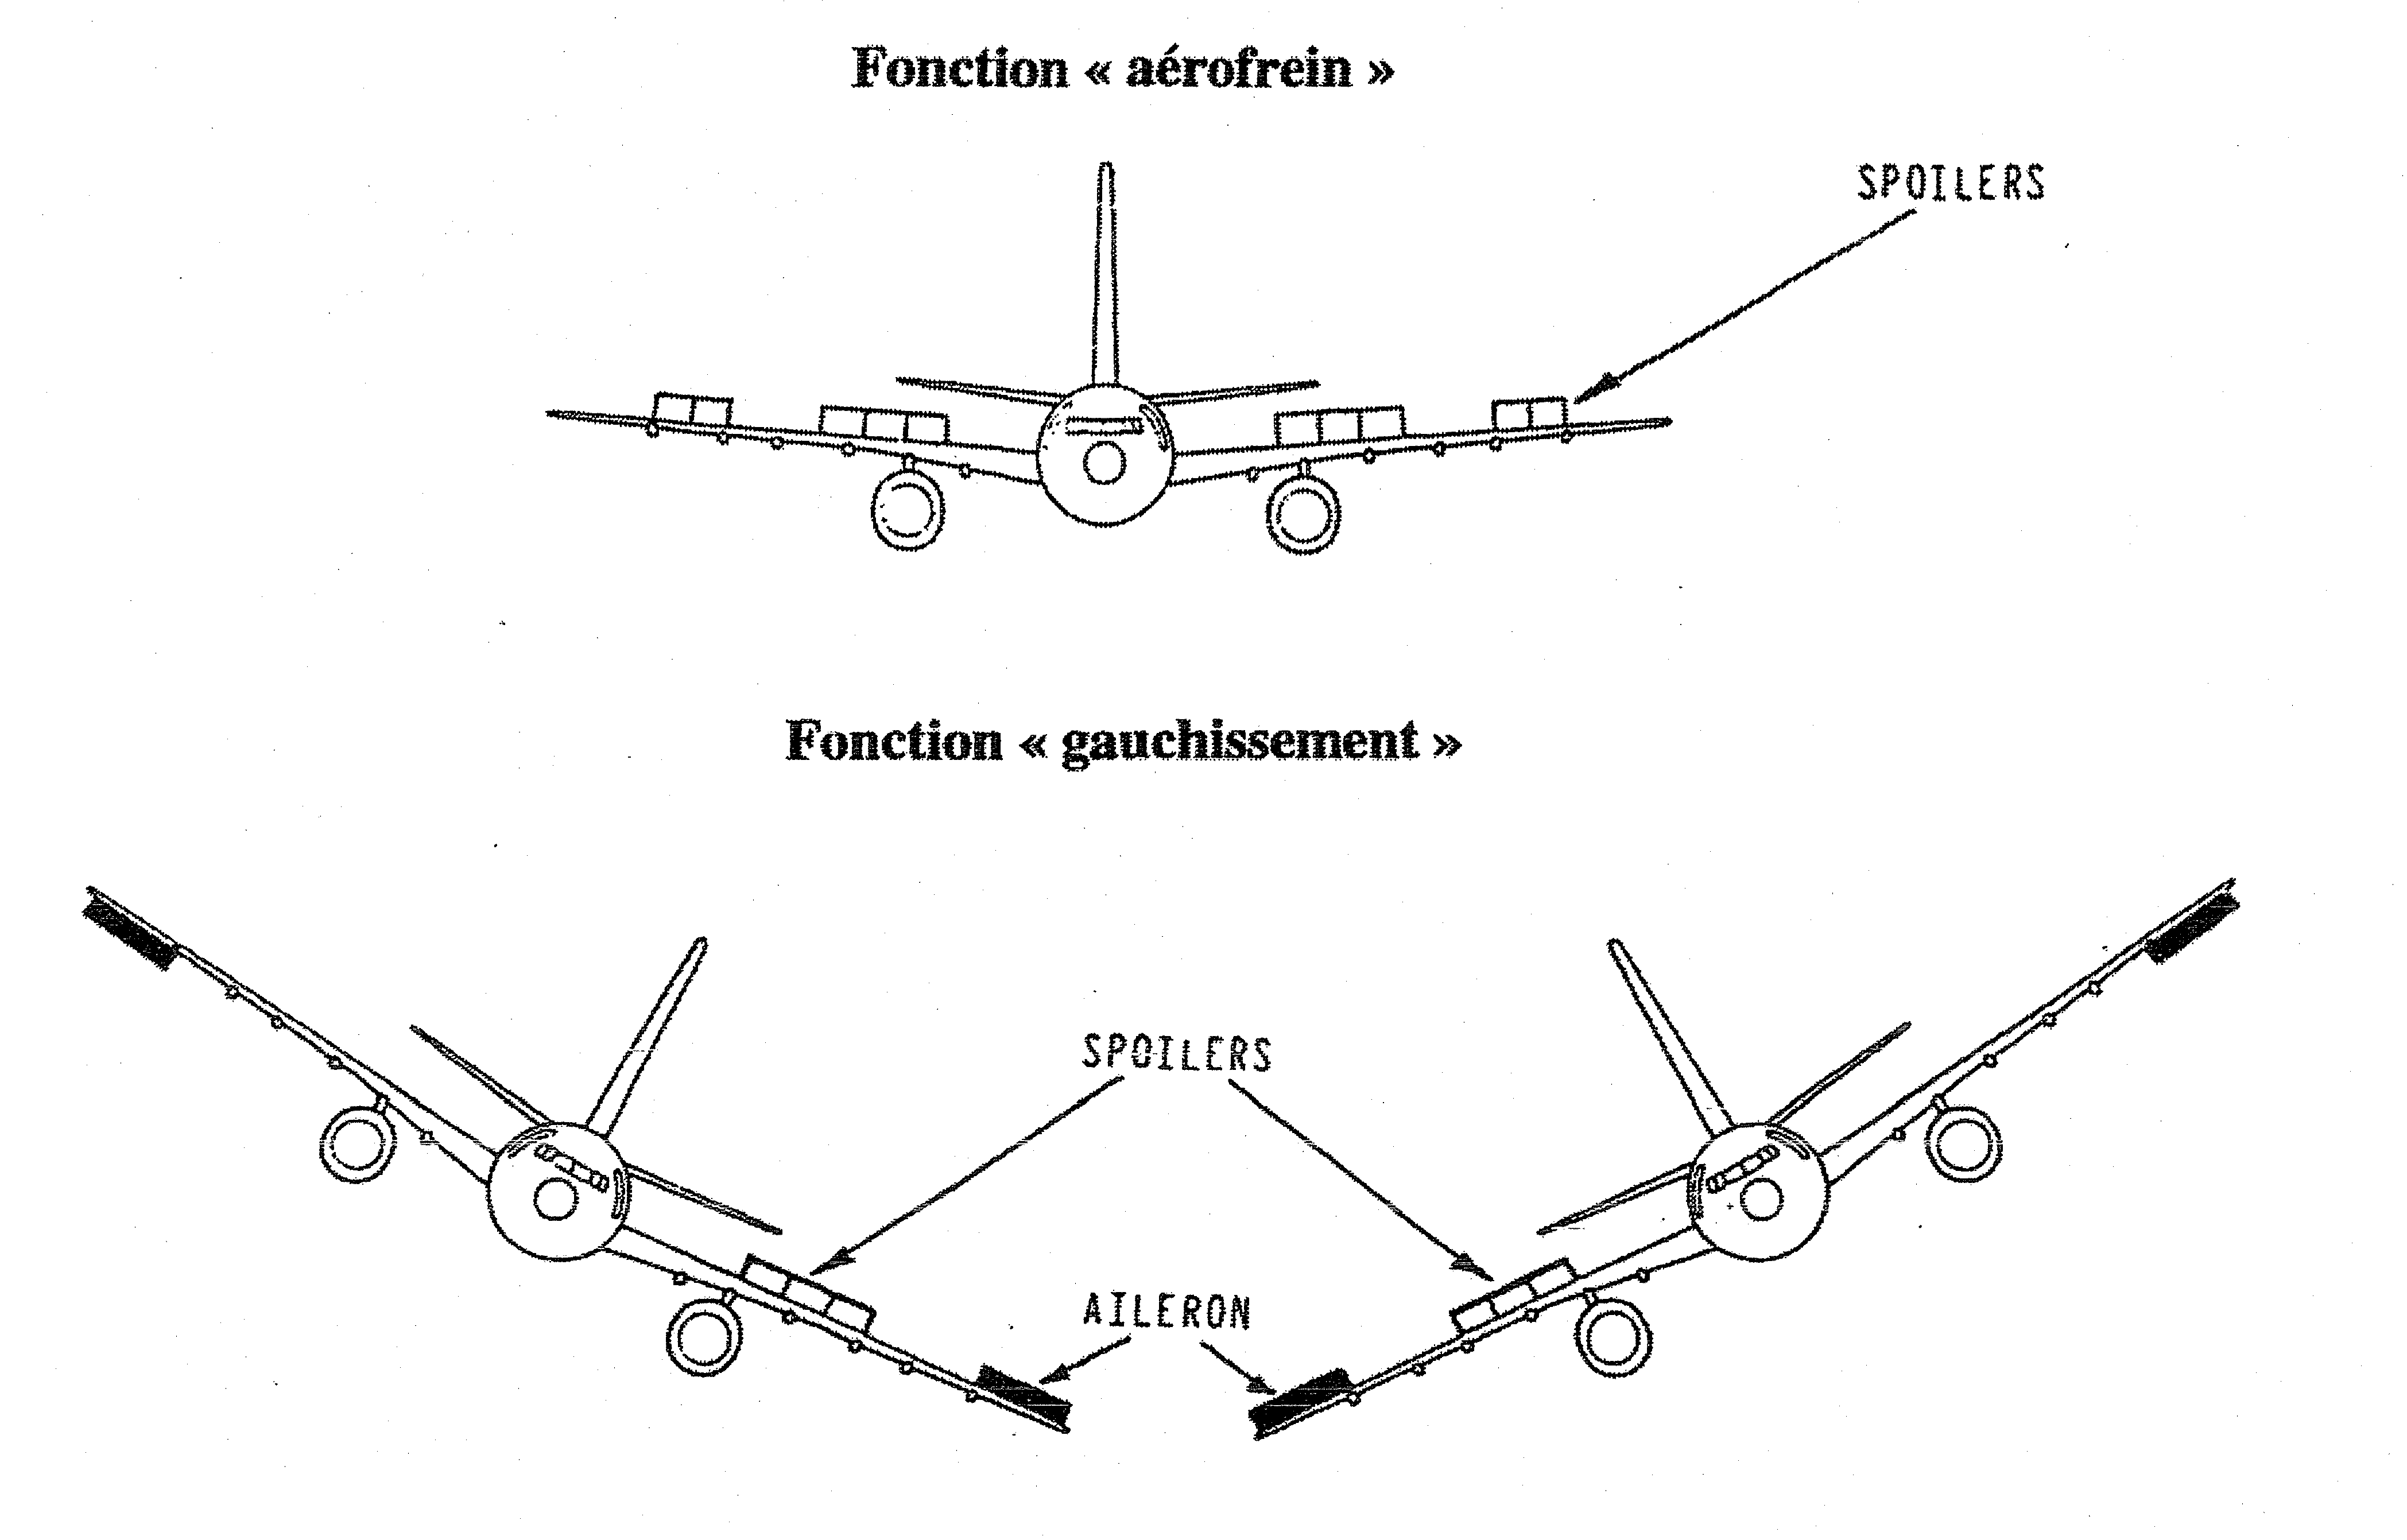 Fonction « aérofrein »
SPOILERS
Fonction « gauchissement »
SPOILERS
AILERON